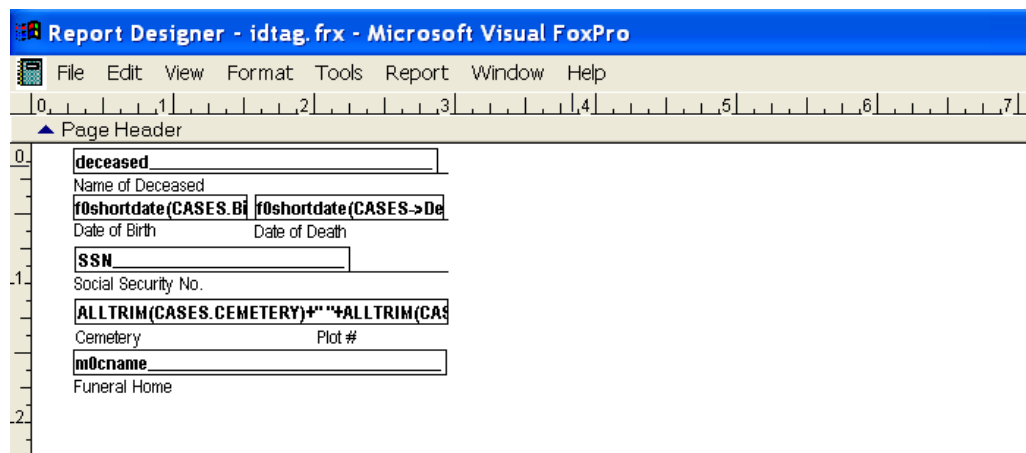 Report Designer - idtag.frx - Microsoft Visual FoxPro
File Edit View Format Tools Report Window Help
0 1 2 3 4 5 6 7
Page Header
0
deceased
Name of Deceased
f0shortdate(CASES.Bi f0shortdate(CASES->De
Date of Birth Date of Death
SSN
1
Social Security No.
ALLTRIM(CASES.CEMETERY)+" "+ALLTRIM(CAS
Cemetery Plot #
m0cname
Funeral Home
2